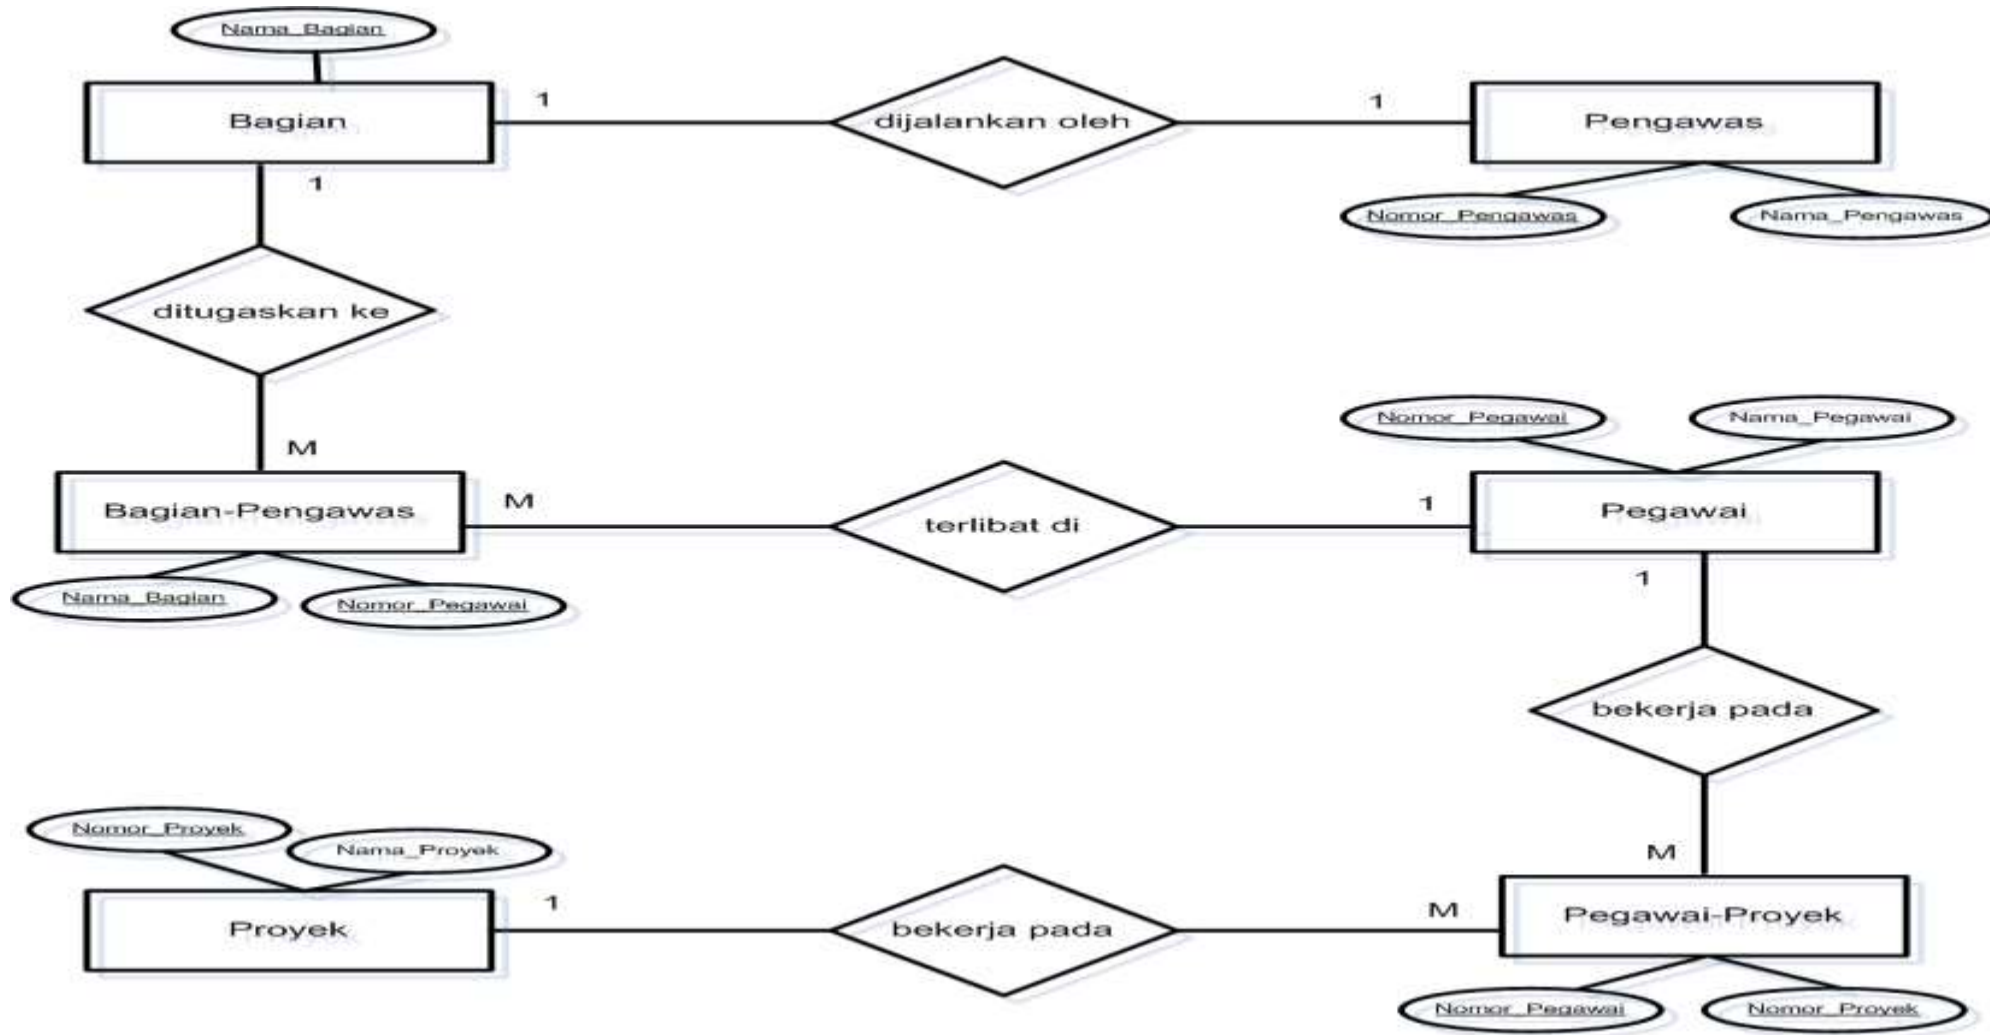 Nama_Bagian
Bagian
1
dijalankan oleh
1
Pengawas
1
Nomor_Pengawas
Nama_Pengawas
ditugaskan ke
M
Nomor_Pegawai
Nama_Pegawai
Bagian-Pengawas
M
terlibat di
1
Pegawai
1
Nama_Bagian
Nomor_Pegawai
bekerja pada
Nomor_Proyek
Nama_Proyek
M
Proyek
1
bekerja pada
M
Pegawai-Proyek
Nomor_Pegawai
Nomor_Proyek